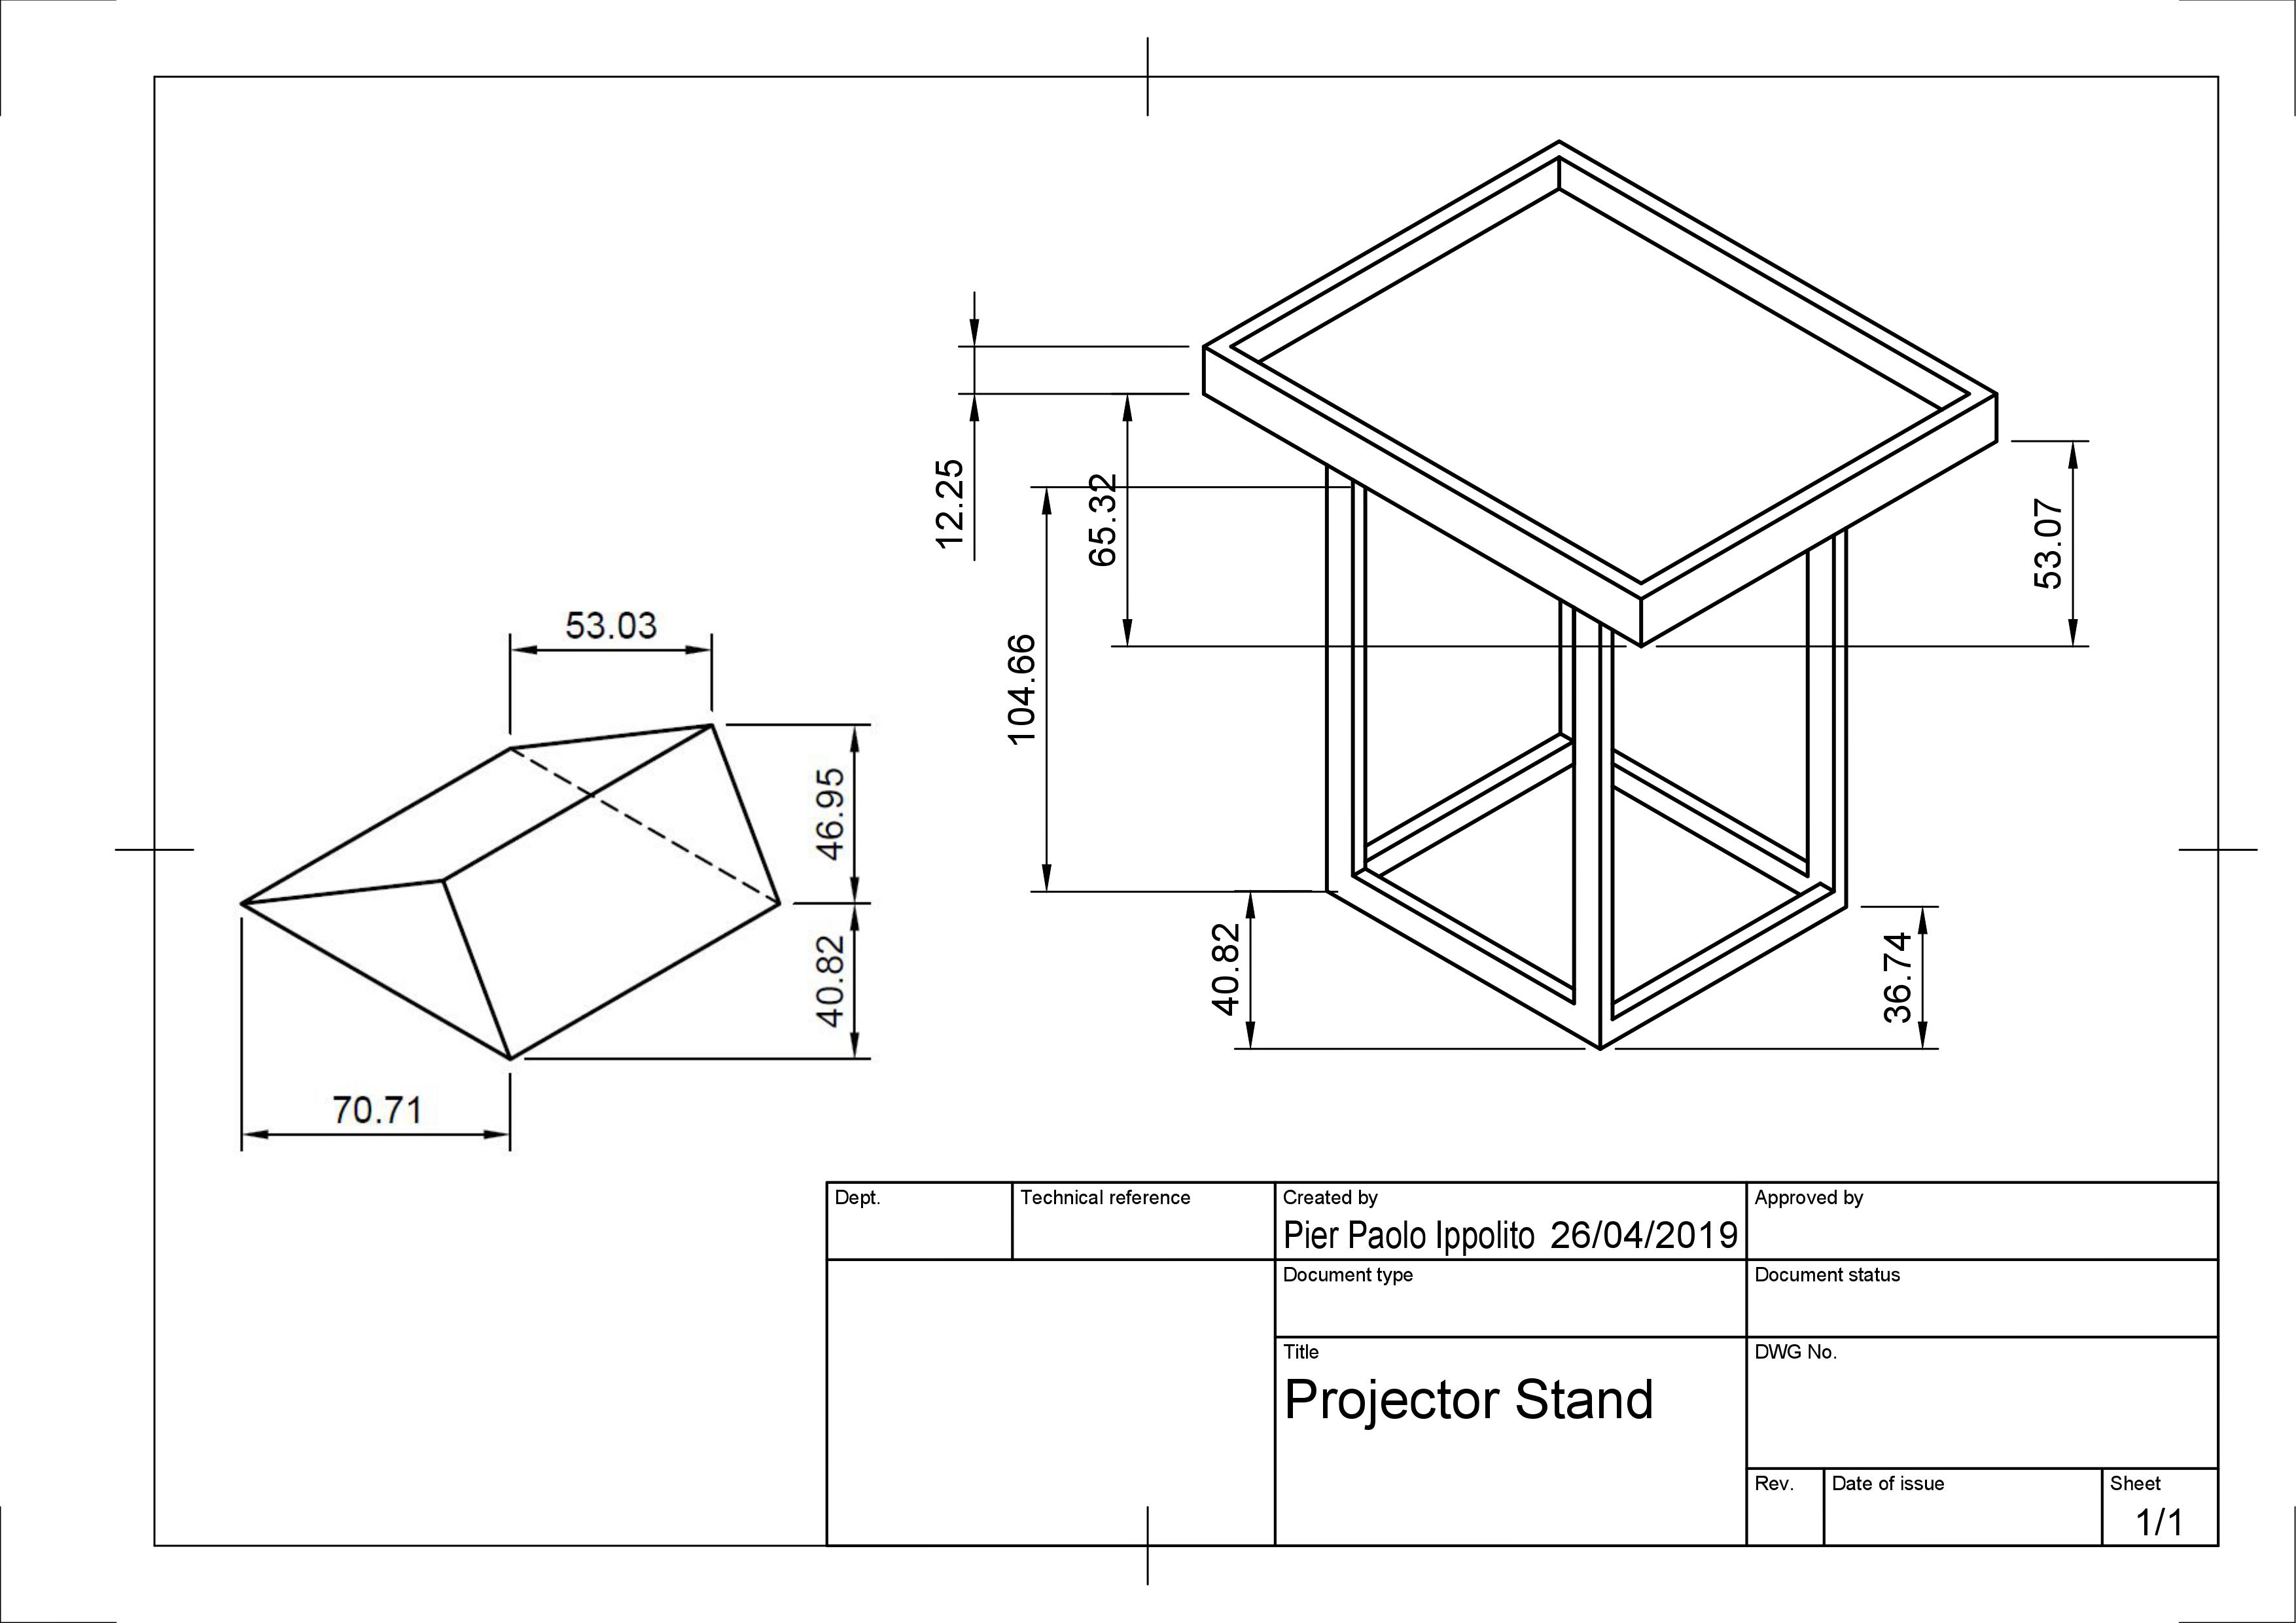 12.25
65.32
53.07
104.66
53.03
46.95
40.82
70.71
40.82
36.74
Dept.
Technical reference
Created by
Pier Paolo Ippolito 26/04/2019
Approved by
Document type
Document status
Title
Projector Stand
DWG No.
Rev.
Date of issue
Sheet
1/1